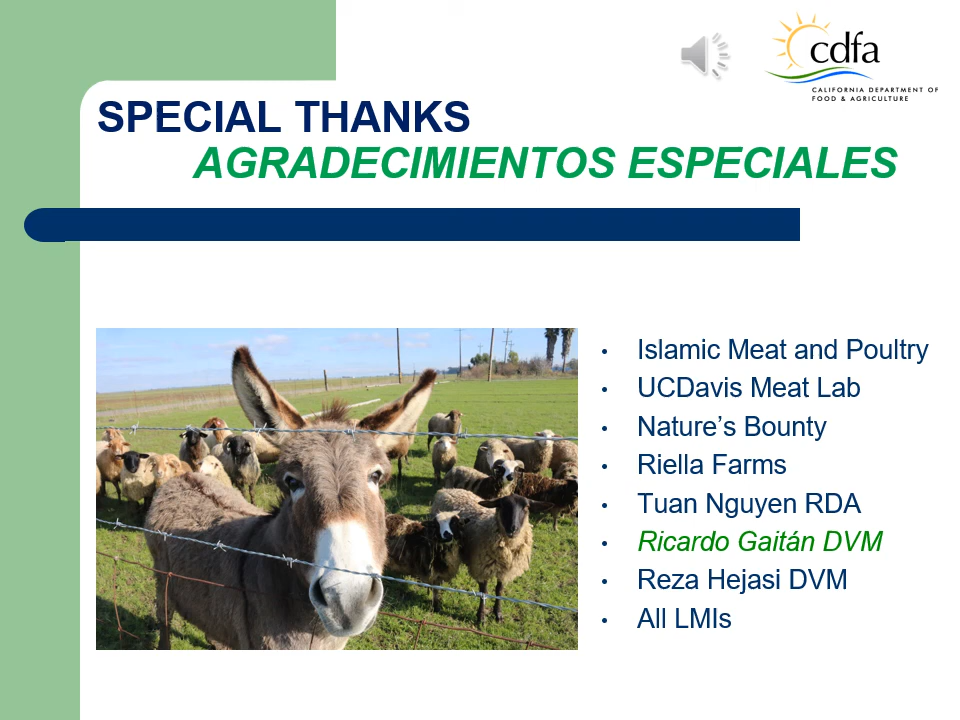 cdfa
CALIFORNIA DEPARTMENT OF
FOOD & AGRICULTURE
SPECIAL THANKS
AGRADECIMIENTOS ESPECIALES
• Islamic Meat and Poultry
• UCDavis Meat Lab
• Nature’s Bounty
• Riella Farms
• Tuan Nguyen RDA
• Ricardo Gaitán DVM
• Reza Hejasi DVM
• All LMIs